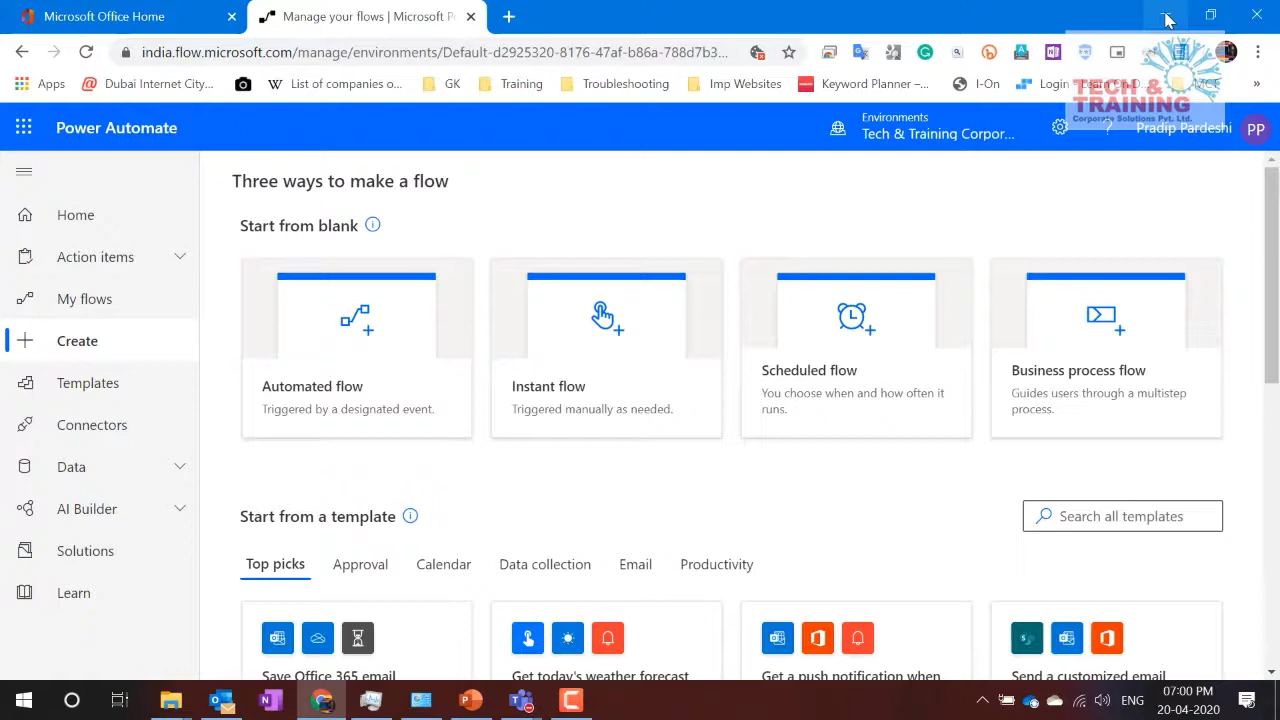 Microsoft Office Home
Manage your flows | Microsoft P
india.flow.microsoft.com/manage/environments/Default-d2925320-8176-47af-b86a-788d7b3...
Apps
Dubai Internet City...
List of companies o...
GK
Training
Troubleshooting
Imp Websites
Keyword Planner –...
I-On
Login - Learn On D...
TECH &
TRAINING
Corporate Solutions Pvt. Ltd.
Power Automate
Environments
Tech & Training Corpor...
Pradip Pardeshi
PP
Home
Action items
My flows
Create
Templates
Connectors
Data
AI Builder
Solutions
Learn
Three ways to make a flow
Start from blank
Automated flow
Triggered by a designated event.
Instant flow
Triggered manually as needed.
Scheduled flow
You choose when and how often it
runs.
Business process flow
Guides users through a multistep
process.
Start from a template
Search all templates
Top picks
Approval
Calendar
Data collection
Email
Productivity
Save Office 365 email
Get today's weather forecast
Get a push notification when
Send a customized email
ENG
07:00 PM
20-04-2020